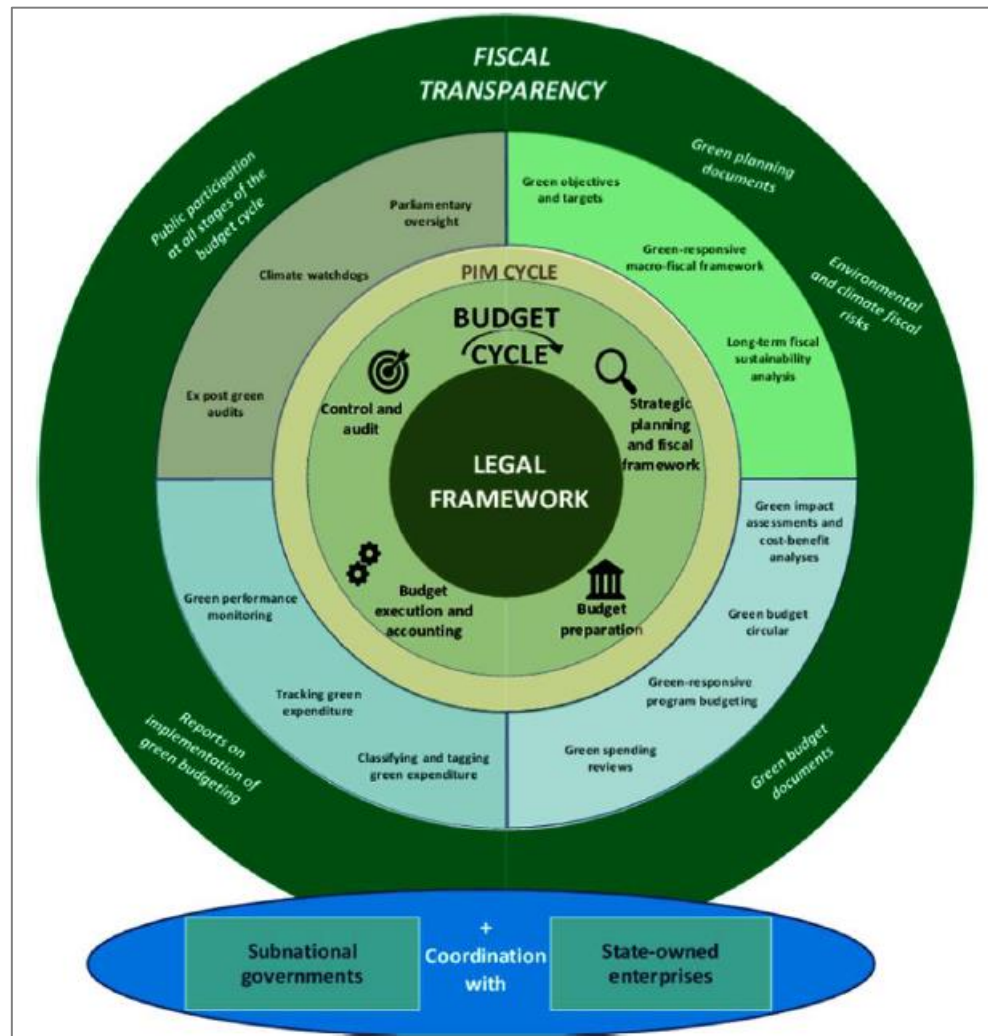 FISCAL
TRANSPARENCY
Public participation
at all stages of the
budget cycle
Green planning
documents
Environmental
and climate fiscal
risks
Green budget
documents
Reports on
implementation of
green budgeting
Parliamentary
oversight
Climate watchdogs
Ex post green
audits
Green objectives
and targets
Green-responsive
macro-fiscal framework
Long-term fiscal
sustainability
analysis
Green impact
assessments and
cost-benefit
analyses
Green budget
circular
Green-responsive
program budgeting
Green spending
reviews
Green performance
monitoring
Tracking green
expenditure
Classifying and tagging
green expenditure
PIM CYCLE
BUDGET
CYCLE
Control and
audit
Strategic
planning
and fiscal
framework
Budget
execution and
accounting
Budget
preparation
LEGAL
FRAMEWORK
Subnational
governments
+
Coordination
with
State-owned
enterprises